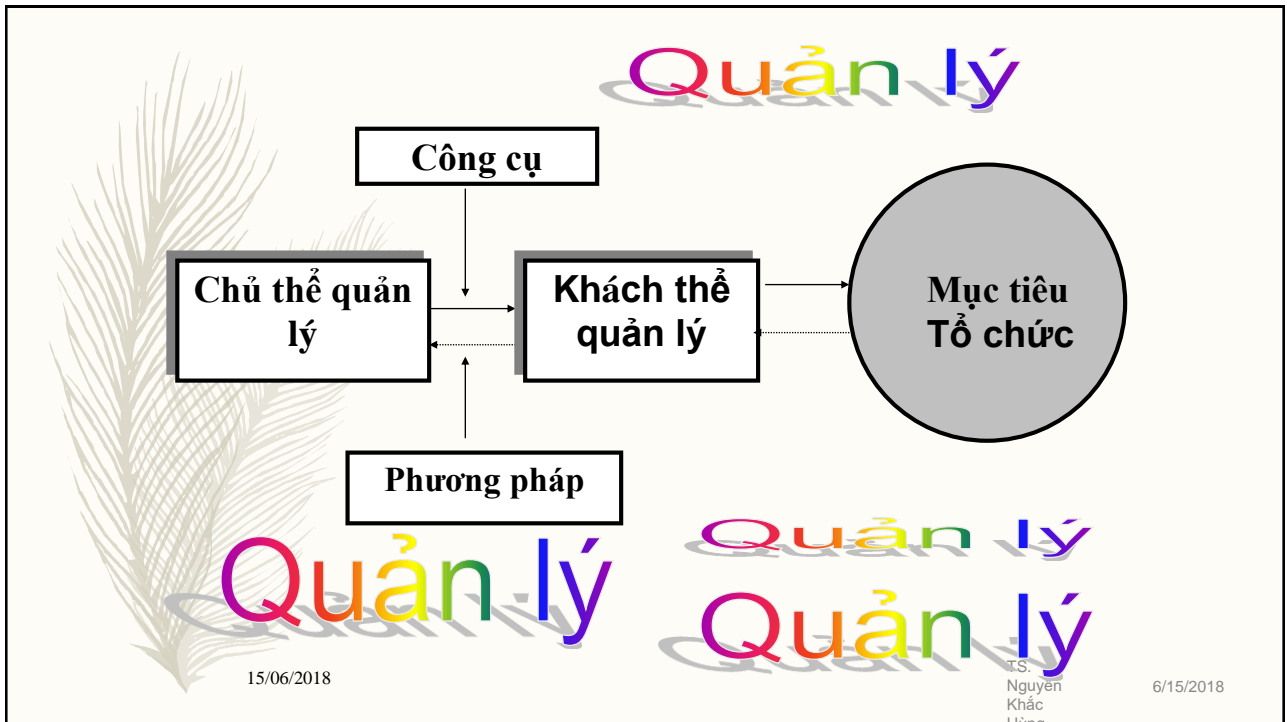 Quản lý
Công cụ
Chủ thể quản
lý
Khách thể
quản lý
Mục tiêu
Tổ chức
Phương pháp
Quản lý
Quản lý
Quản lý
15/06/2018
TS.
Nguyễn
Khắc
Hùng
6/15/2018